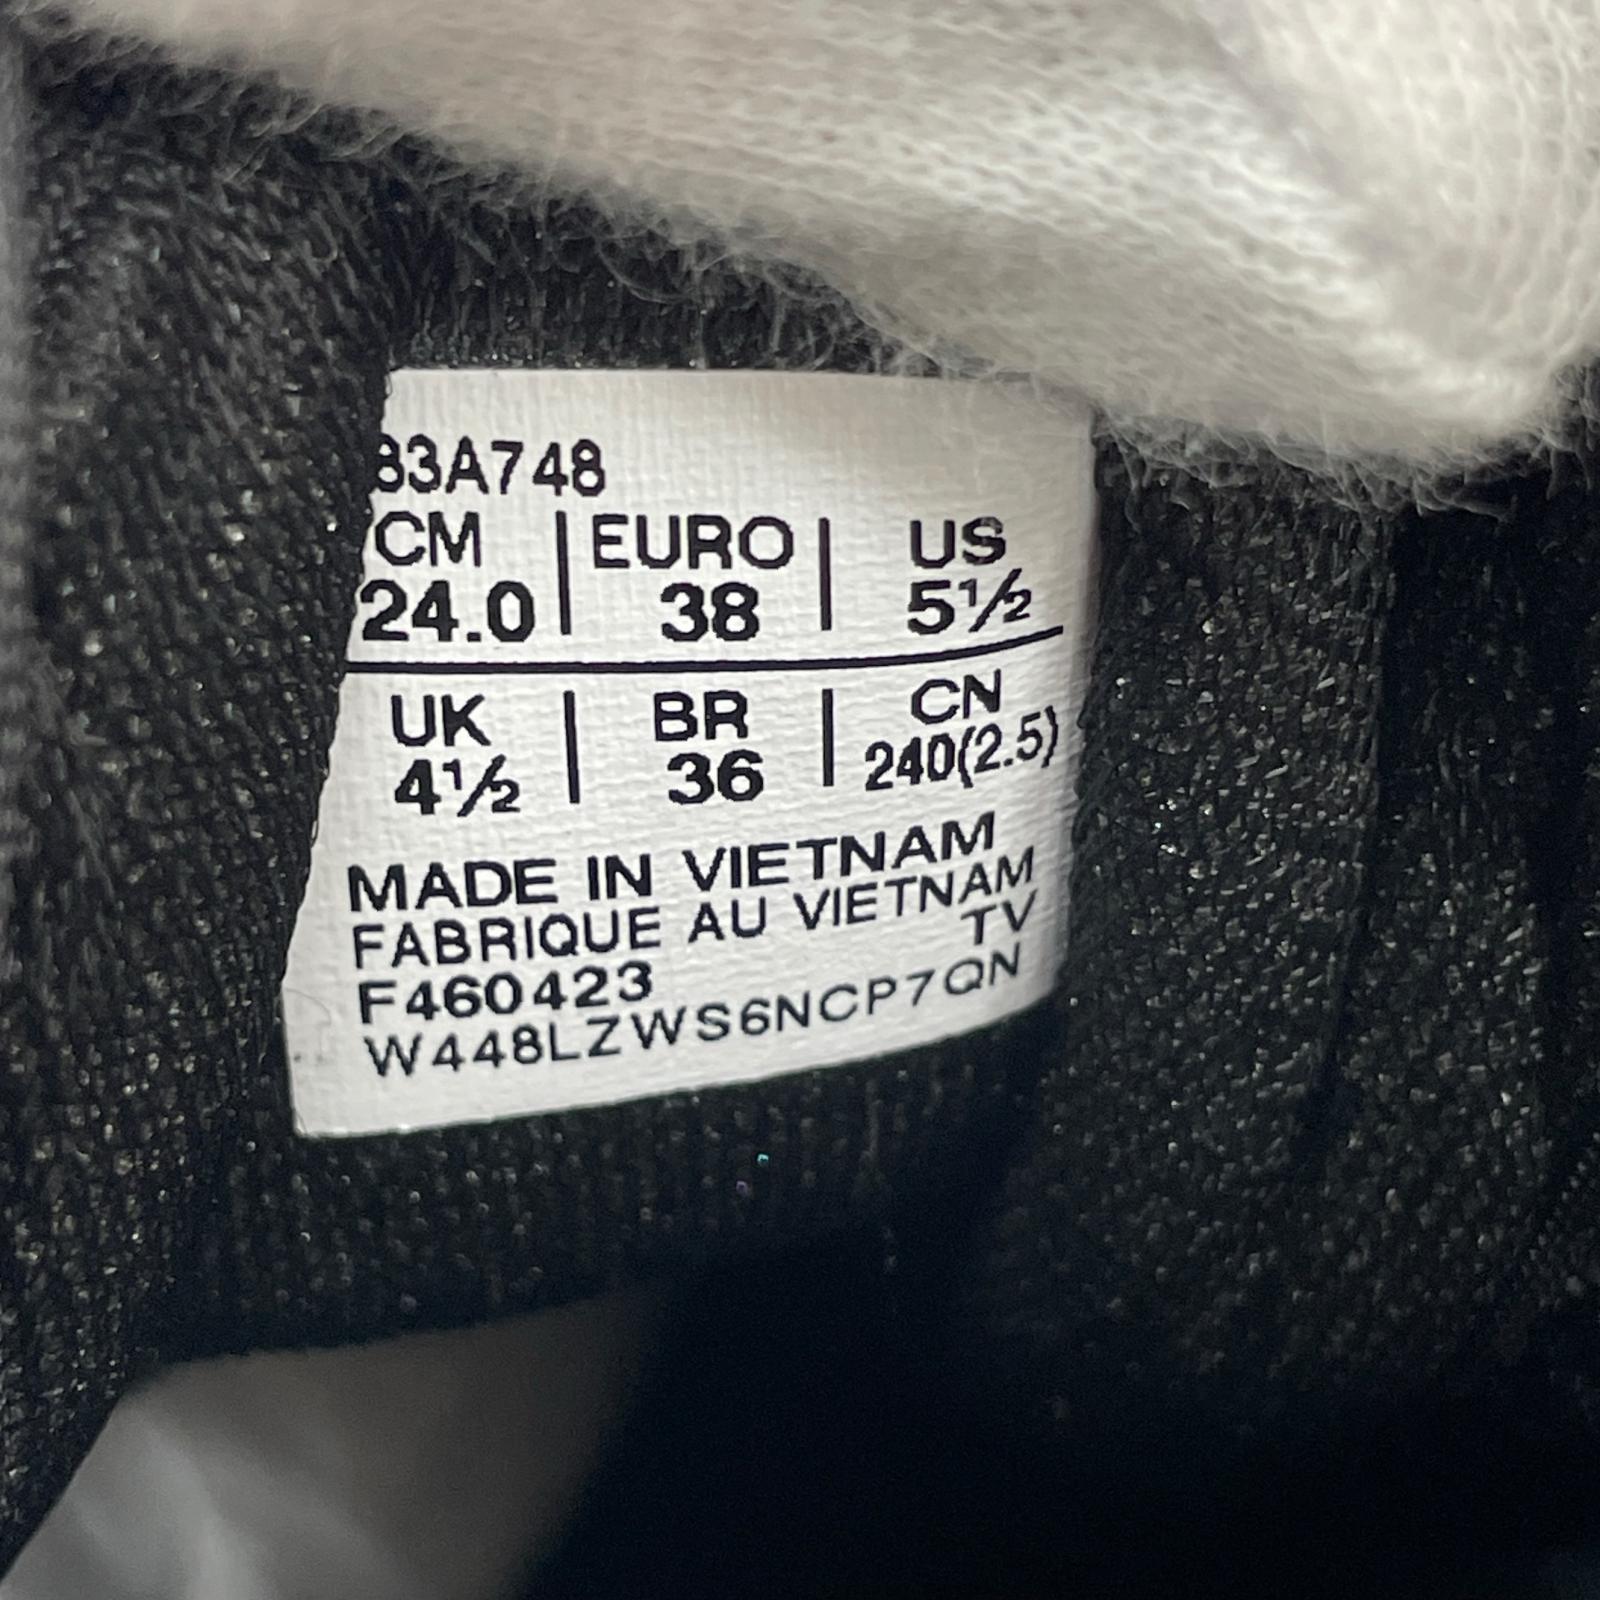 83A748
CM | EURO | US
24.0 | 38 | 5½
UK | BR | CN
4½ | 36 | 240(2.5)
MADE IN VIETNAM
FABRIQUE AU VIETNAM
TV
F460423
W448LZWS6NCP7QN